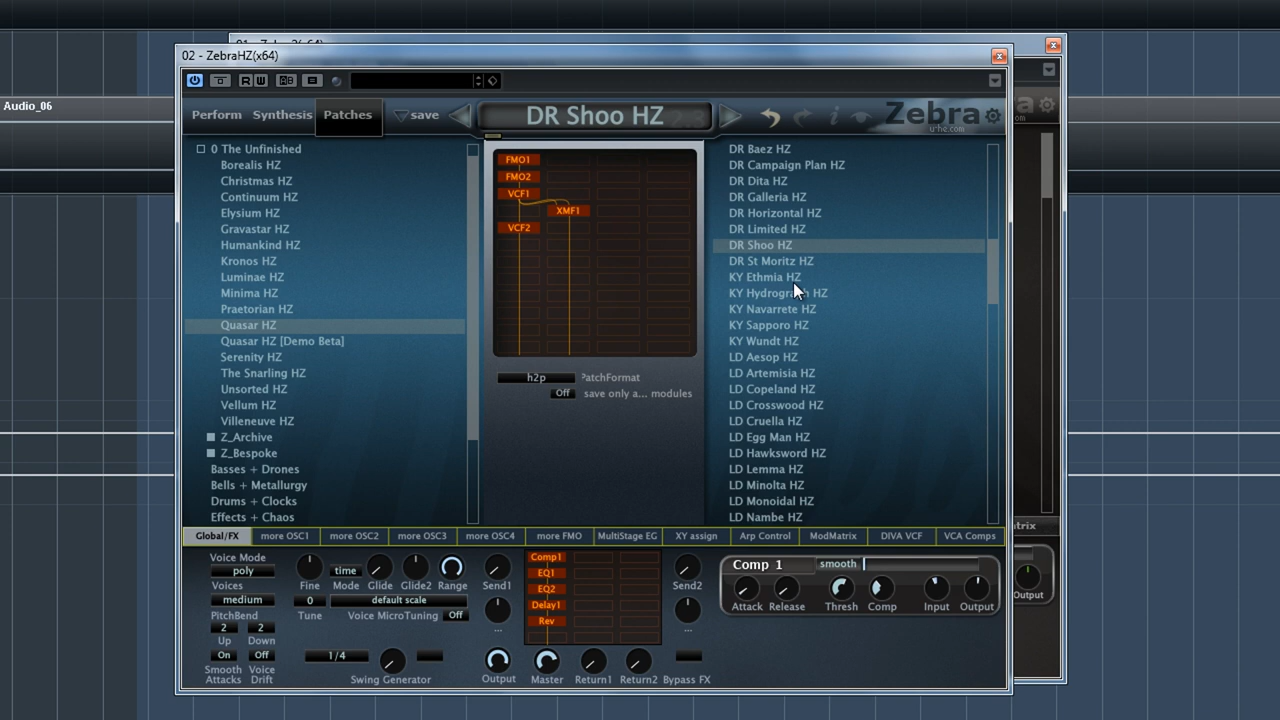 02 - ZebraHZ(x64)
Audio_06
R W
Perform Synthesis Patches save DR Shoo HZ Zebra
u-he.com
0 The Unfinished
Borealis HZ
Christmas HZ
Continuum HZ
Elysium HZ
Gravastar HZ
Humankind HZ
Kronos HZ
Luminae HZ
Minima HZ
Praetorian HZ
Quasar HZ
Quasar HZ [Demo Beta]
Serenity HZ
The Snarling HZ
Unsorted HZ
Vellum HZ
Villeneuve HZ
Z_Archive
Z_Bespoke
Basses + Drones
Bells + Metallurgy
Drums + Clocks
Effects + Chaos
FMO1
FMO2
VCF1
XMF1
VCF2
h2p PatchFormat
Off save only a... modules
DR Baez HZ
DR Campaign Plan HZ
DR Dita HZ
DR Galleria HZ
DR Horizontal HZ
DR Limited HZ
DR Shoo HZ
DR St Moritz HZ
KY Ethmia HZ
KY Hydrograph HZ
KY Navarrete HZ
KY Sapporo HZ
KY Wundt HZ
LD Aesop HZ
LD Artemisia HZ
LD Copeland HZ
LD Crosswood HZ
LD Cruella HZ
LD Egg Man HZ
LD Hawksword HZ
LD Lemma HZ
LD Minolta HZ
LD Monoidal HZ
LD Nambe HZ
Global/FX more OSC1 more OSC2 more OSC3 more OSC4 more FMO MultiStage EG XY assign Arp Control ModMatrix DIVA VCF VCA Comps
Voice Mode
poly
Voices
medium
PitchBend
2 2
Up Down
On Off
Smooth Attacks Voice Drift
Fine time Mode Glide Glide2 Range
0 default scale
Tune Voice MicroTuning Off
1/4
Swing Generator
Send1
...
Output
Comp1
EQ1
EQ2
Delay1
Rev
Master Return1 Return2 Bypass FX
Send2
...
Comp 1 smooth
Attack Release Thresh Comp Input Output
Output